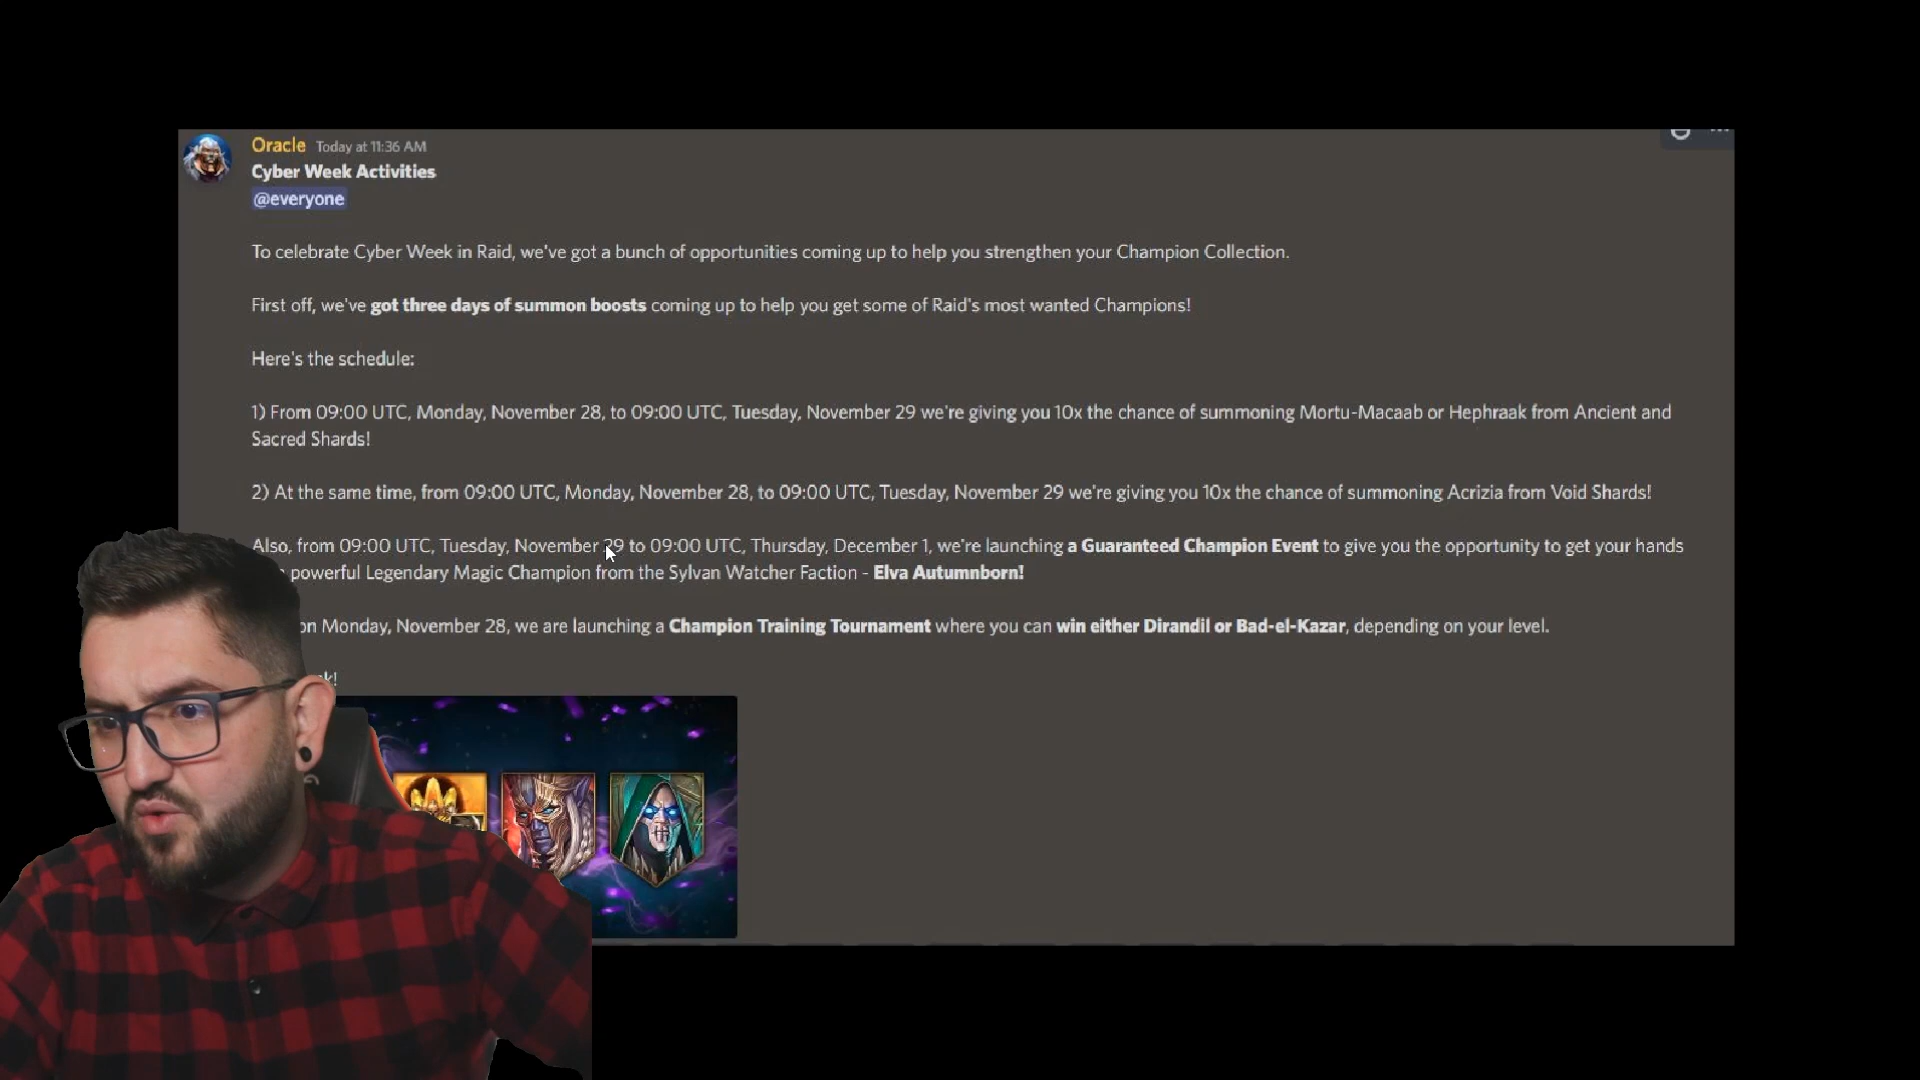 Oracle Today at 11:36 AM
Cyber Week Activities
@everyone
To celebrate Cyber Week in Raid, we've got a bunch of opportunities coming up to help you strengthen your Champion Collection.
First off, we've got three days of summon boosts coming up to help you get some of Raid's most wanted Champions!
Here's the schedule:
1) From 09:00 UTC, Monday, November 28, to 09:00 UTC, Tuesday, November 29 we're giving you 10x the chance of summoning Mortu-Macaab or Hephraak from Ancient and
Sacred Shards!
2) At the same time, from 09:00 UTC, Monday, November 28, to 09:00 UTC, Tuesday, November 29 we're giving you 10x the chance of summoning Acrizia from Void Shards!
Also, from 09:00 UTC, Tuesday, November 29 to 09:00 UTC, Thursday, December 1, we're launching a Guaranteed Champion Event to give you the opportunity to get your hands
powerful Legendary Magic Champion from the Sylvan Watcher Faction - Elva Autumnborn!
on Monday, November 28, we are launching a Champion Training Tournament where you can win either Dirandil or Bad-el-Kazar, depending on your level.